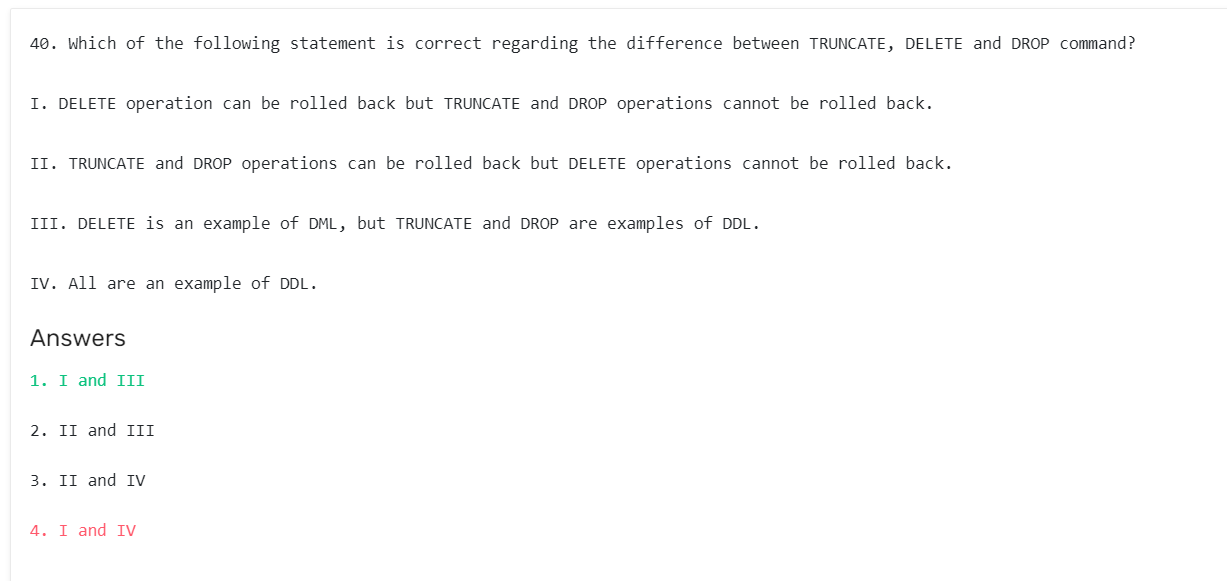 40. Which of the following statement is correct regarding the difference between TRUNCATE, DELETE and DROP command?
I. DELETE operation can be rolled back but TRUNCATE and DROP operations cannot be rolled back.
II. TRUNCATE and DROP operations can be rolled back but DELETE operations cannot be rolled back.
III. DELETE is an example of DML, but TRUNCATE and DROP are examples of DDL.
IV. All are an example of DDL.
Answers
1. I and III
2. II and III
3. II and IV
4. I and IV